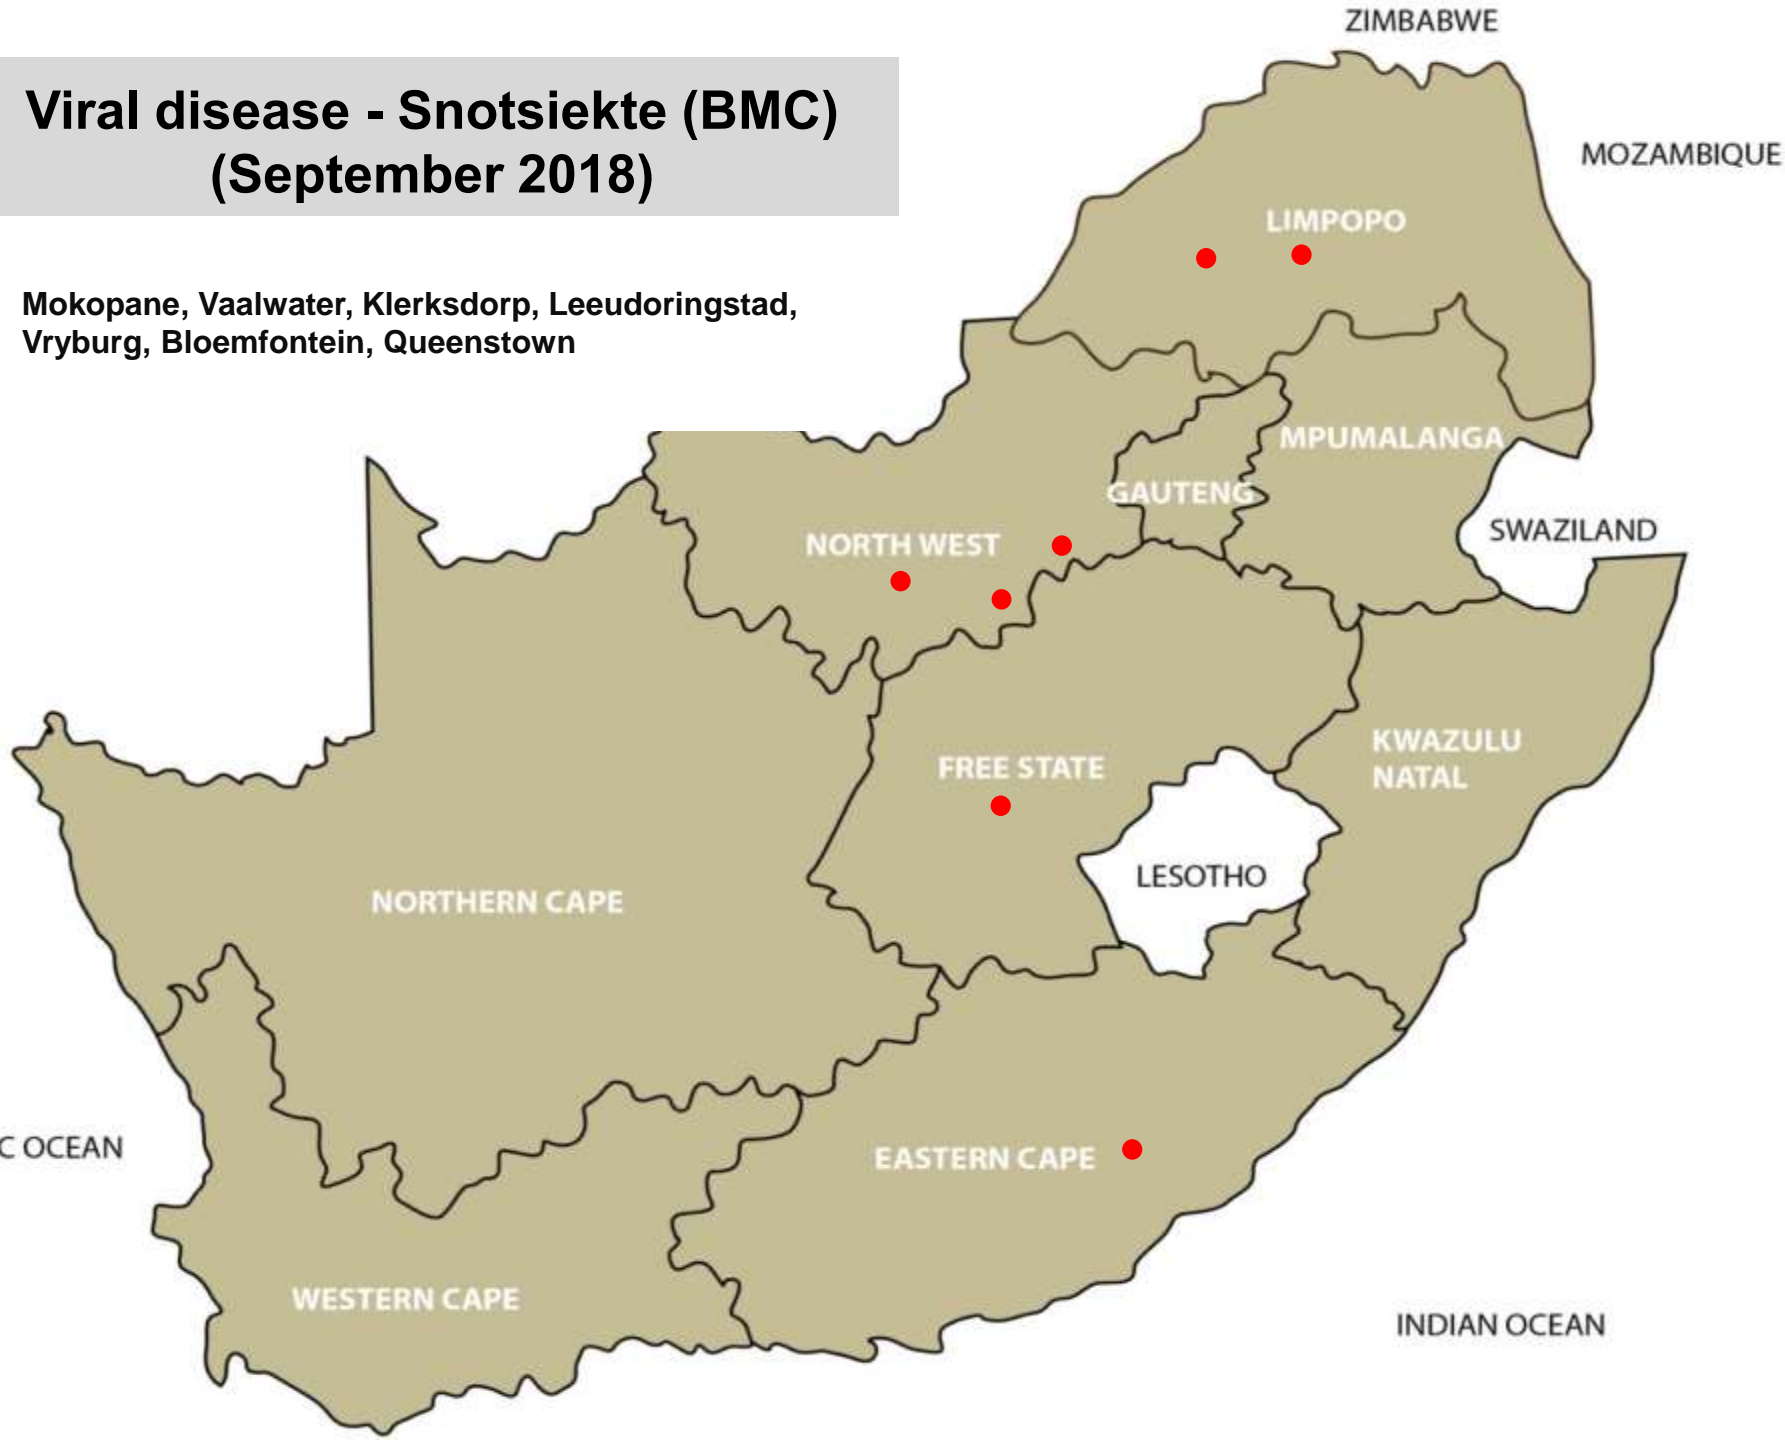 ZIMBABWE
Viral disease - Snotsiekte (BMC)
(September 2018)
MOZAMBIQUE
LIMPOPO
Mokopane, Vaalwater, Klerksdorp, Leeudoringstad,
Vryburg, Bloemfontein, Queenstown
MPUMALANGA
GAUTENG
SWAZILAND
NORTH WEST
KWAZULU
NATAL
FREE STATE
LESOTHO
NORTHERN CAPE
C OCEAN
EASTERN CAPE
WESTERN CAPE
INDIAN OCEAN